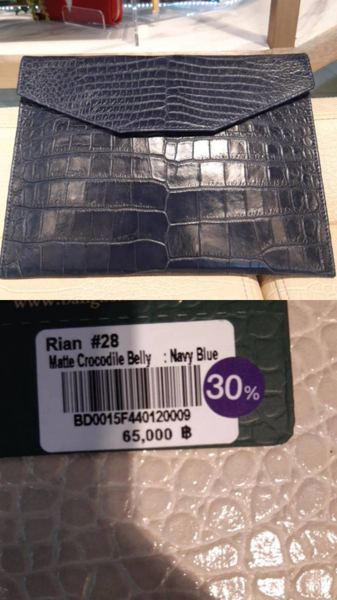 Rian #28
Matte Crocodile Belly : Navy Blue
30%
BD0015F440120009
65,000 ฿